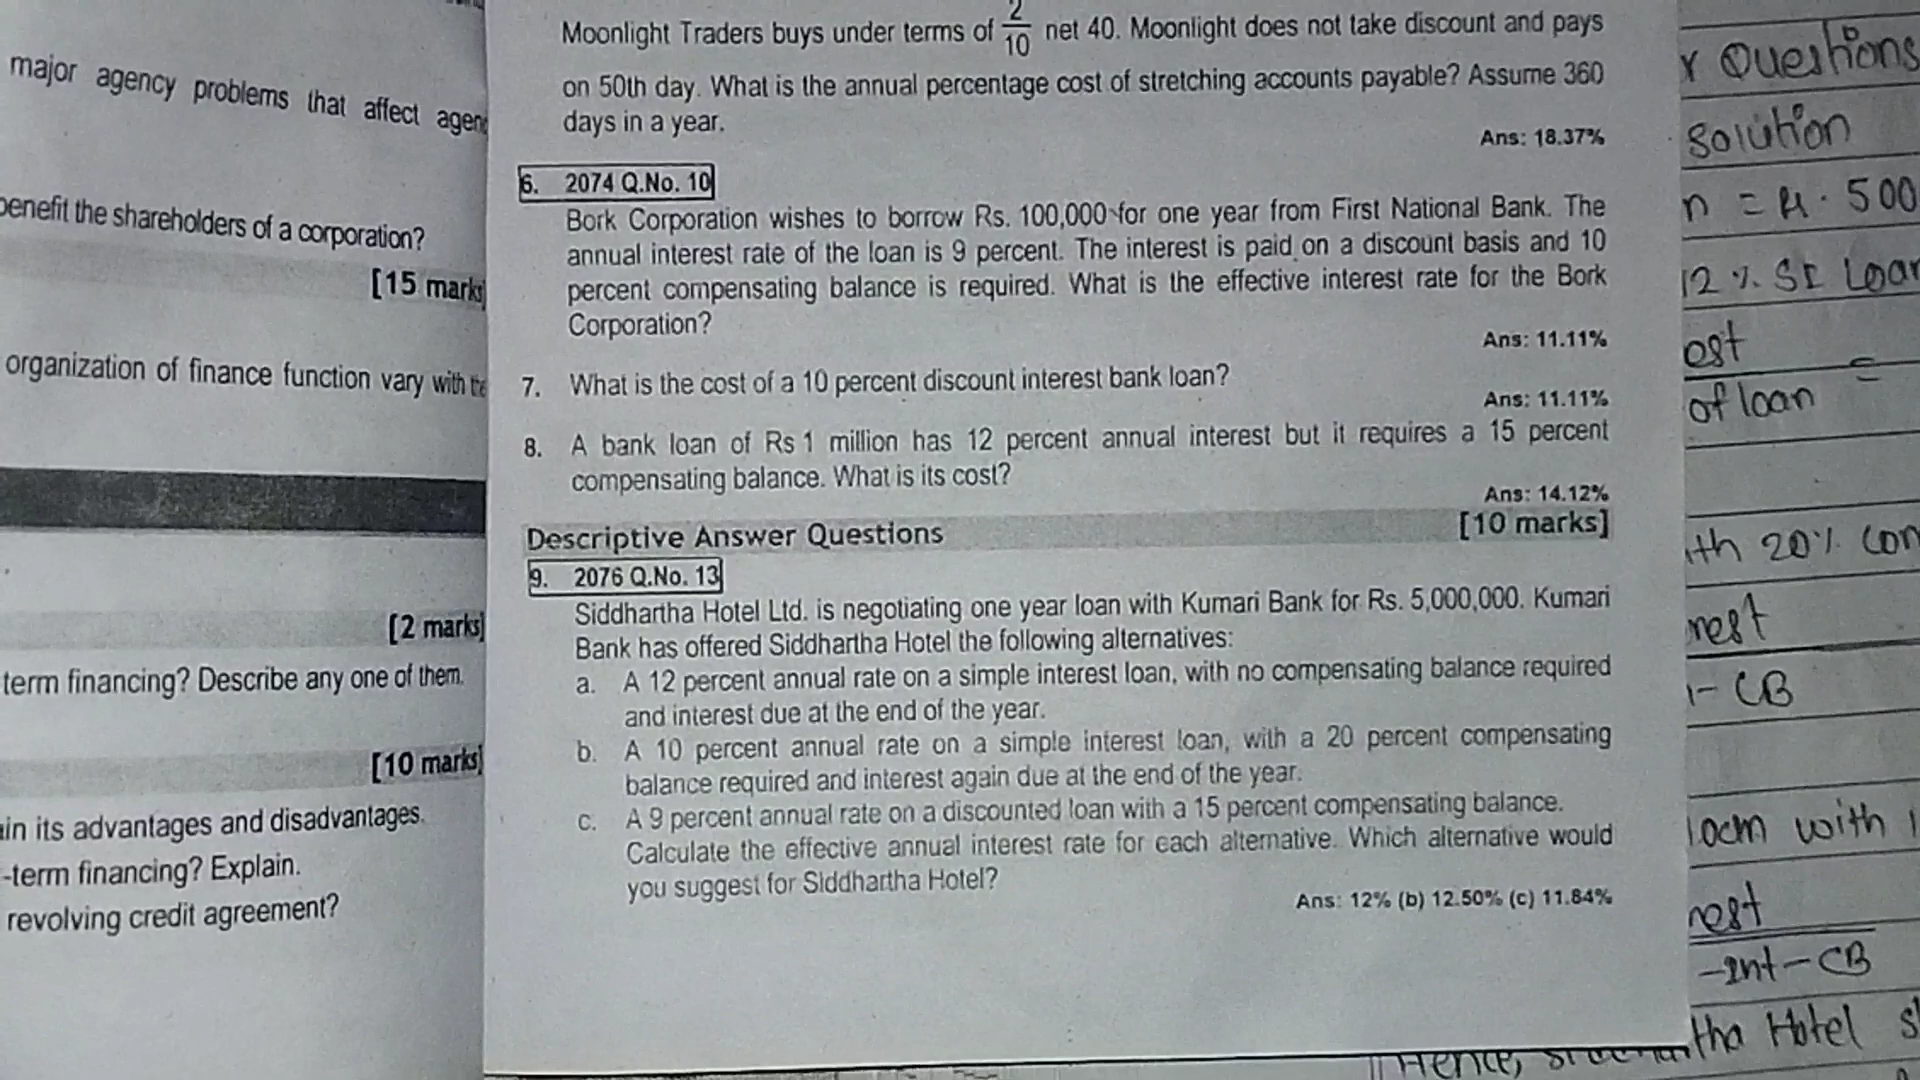 major agency problems that affect
benefit the shareholders of a corporation?
[15 marks
organization of finance function vary with the
[2 marks]
term financing? Describe any one of them.
[10 marks]
in its advantages and disadvantages.
-term financing? Explain.
revolving credit agreement?
Moonlight Traders buys under terms of 2/10 net 40. Moonlight does not take discount and pays
on 50th day. What is the annual percentage cost of stretching accounts payable? Assume 360
days in a year.
Ans: 18.37%
6. 2074 Q.No. 10
Bork Corporation wishes to borrow Rs. 100,000 for one year from First National Bank. The
annual interest rate of the loan is 9 percent. The interest is paid on a discount basis and 10
percent compensating balance is required. What is the effective interest rate for the Bork
Corporation?
Ans: 11.11%
7. What is the cost of a 10 percent discount interest bank loan?
Ans: 11.11%
8. A bank loan of Rs 1 million has 12 percent annual interest but it requires a 15 percent
compensating balance. What is its cost?
Ans: 14.12%
Descriptive Answer Questions [10 marks]
9. 2076 Q.No. 13
Siddhartha Hotel Ltd. is negotiating one year loan with Kumari Bank for Rs. 5,000,000. Kumari
Bank has offered Siddhartha Hotel the following alternatives:
a. A 12 percent annual rate on a simple interest loan, with no compensating balance required
and interest due at the end of the year.
b. A 10 percent annual rate on a simple interest loan, with a 20 percent compensating
balance required and interest again due at the end of the year.
c. A 9 percent annual rate on a discounted loan with a 15 percent compensating balance.
Calculate the effective annual interest rate for each alternative. Which alternative would
you suggest for Siddhartha Hotel?
Ans: 12% (b) 12.50% (c) 11.84%
r Questions
solution
n = Rs. 500
12 % SI Loan
est
of loan =
ith 20% con
rest
n- CB
loan with 1
rest
-Int-CB
Hence, Siddhartha Hotel s